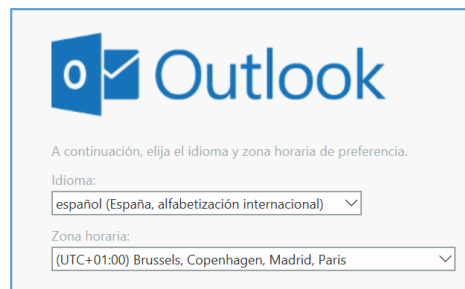 Outlook
A continuación, elija el idioma y zona horaria de preferencia.
Idioma:
español (España, alfabetización internacional)
Zona horaria:
(UTC+01:00) Brussels, Copenhagen, Madrid, Paris